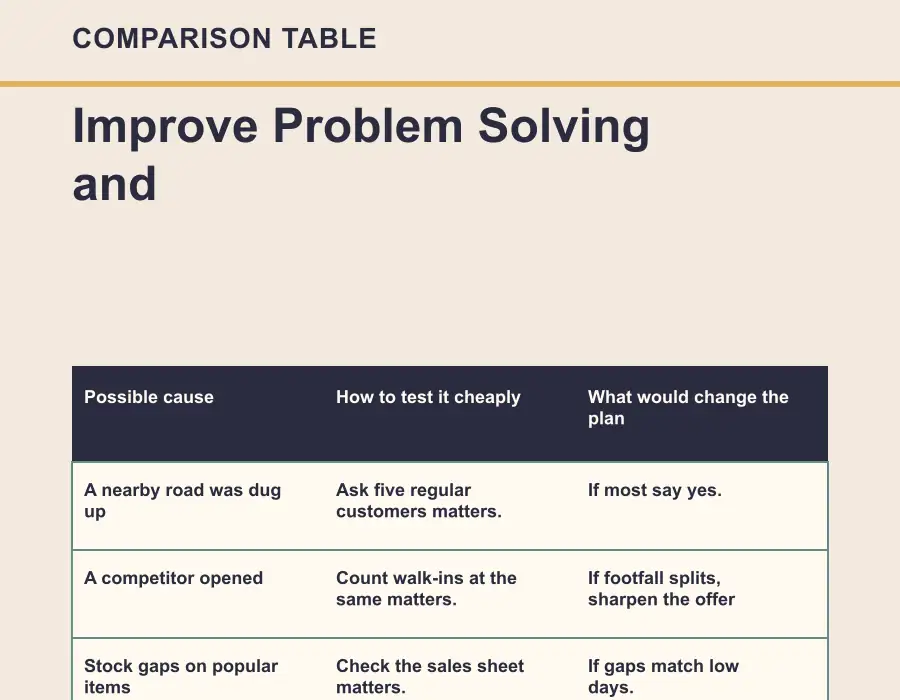 COMPARISON TABLE
Improve Problem Solving
and
Possible cause
How to test it cheaply
What would change the
plan
A nearby road was dug
up
Ask five regular
customers matters.
If most say yes.
A competitor opened
Count walk-ins at the
same matters.
If footfall splits,
sharpen the offer
Stock gaps on popular
items
Check the sales sheet
matters.
If gaps match low
days.